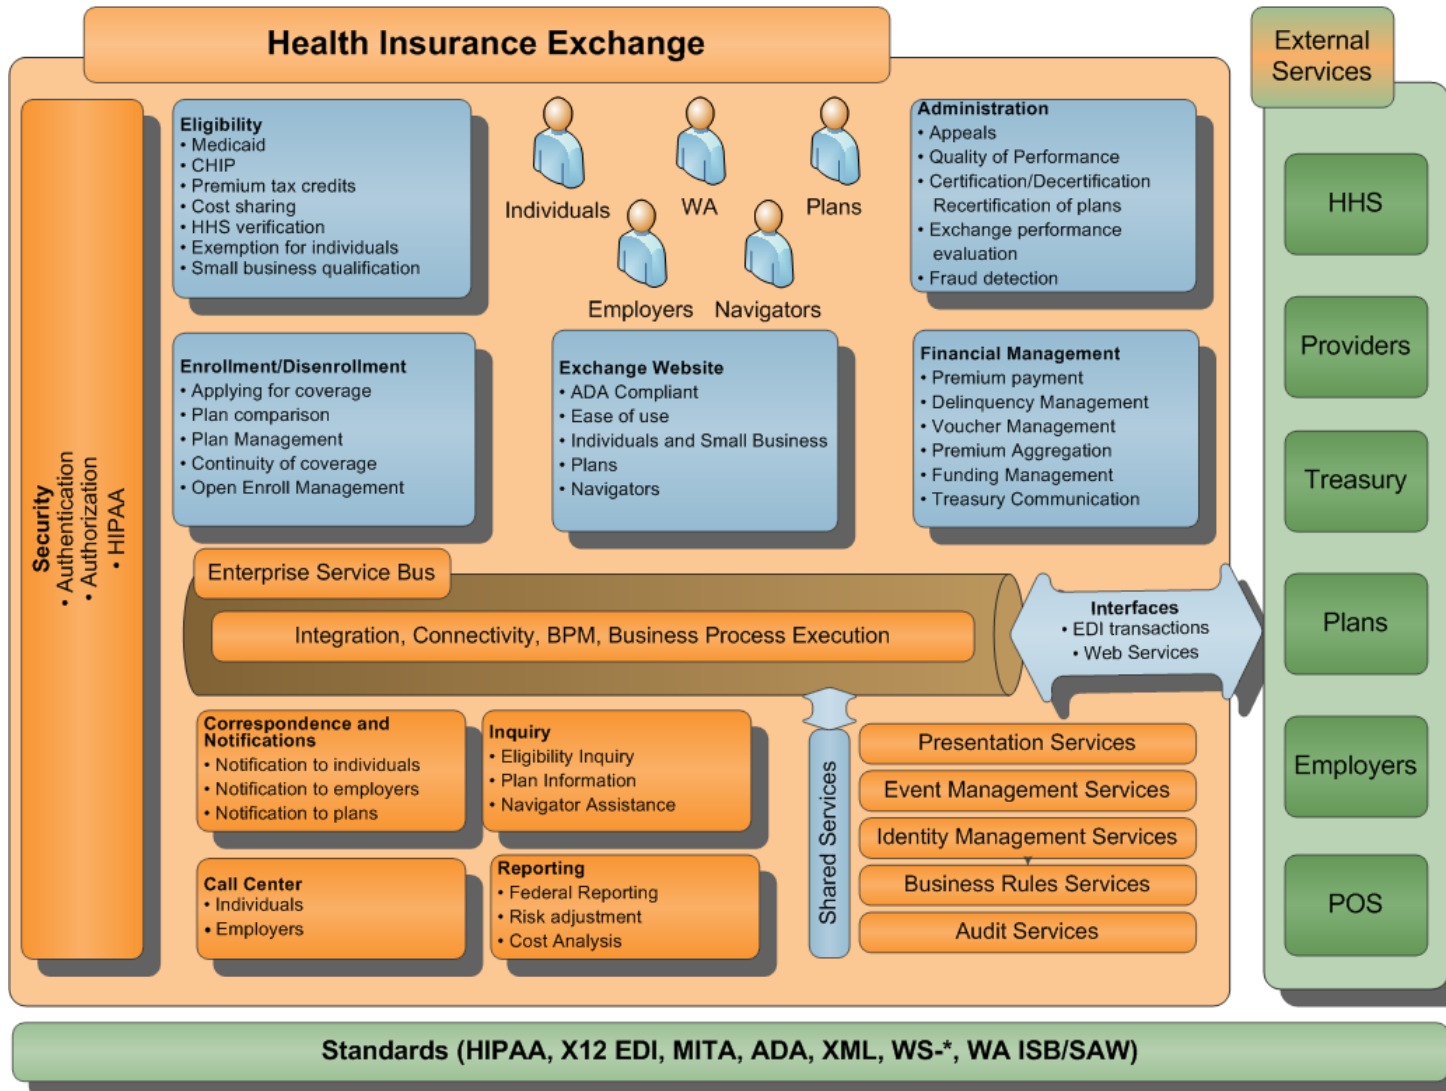 Health Insurance Exchange
External
Services
Security
• Authentication
• Authorization
• HIPAA
Eligibility
• Medicaid
• CHIP
• Premium tax credits
• Cost sharing
• HHS verification
• Exemption for individuals
• Small business qualification
Individuals
WA
Plans
Employers
Navigators
Administration
• Appeals
• Quality of Performance
• Certification/Decertification
Recertification of plans
• Exchange performance
evaluation
• Fraud detection
Enrollment/Disenrollment
• Applying for coverage
• Plan comparison
• Plan Management
• Continuity of coverage
• Open Enroll Management
Exchange Website
• ADA Compliant
• Ease of use
• Individuals and Small Business
• Plans
• Navigators
Financial Management
• Premium payment
• Delinquency Management
• Voucher Management
• Premium Aggregation
• Funding Management
• Treasury Communication
Enterprise Service Bus
Integration, Connectivity, BPM, Business Process Execution
Interfaces
• EDI transactions
• Web Services
Correspondence and
Notifications
• Notification to individuals
• Notification to employers
• Notification to plans
Inquiry
• Eligibility Inquiry
• Plan Information
• Navigator Assistance
Call Center
• Individuals
• Employers
Reporting
• Federal Reporting
• Risk adjustment
• Cost Analysis
Shared Services
Presentation Services
Event Management Services
Identity Management Services
Business Rules Services
Audit Services
HHS
Providers
Treasury
Plans
Employers
POS
Standards (HIPAA, X12 EDI, MITA, ADA, XML, WS-*, WA ISB/SAW)